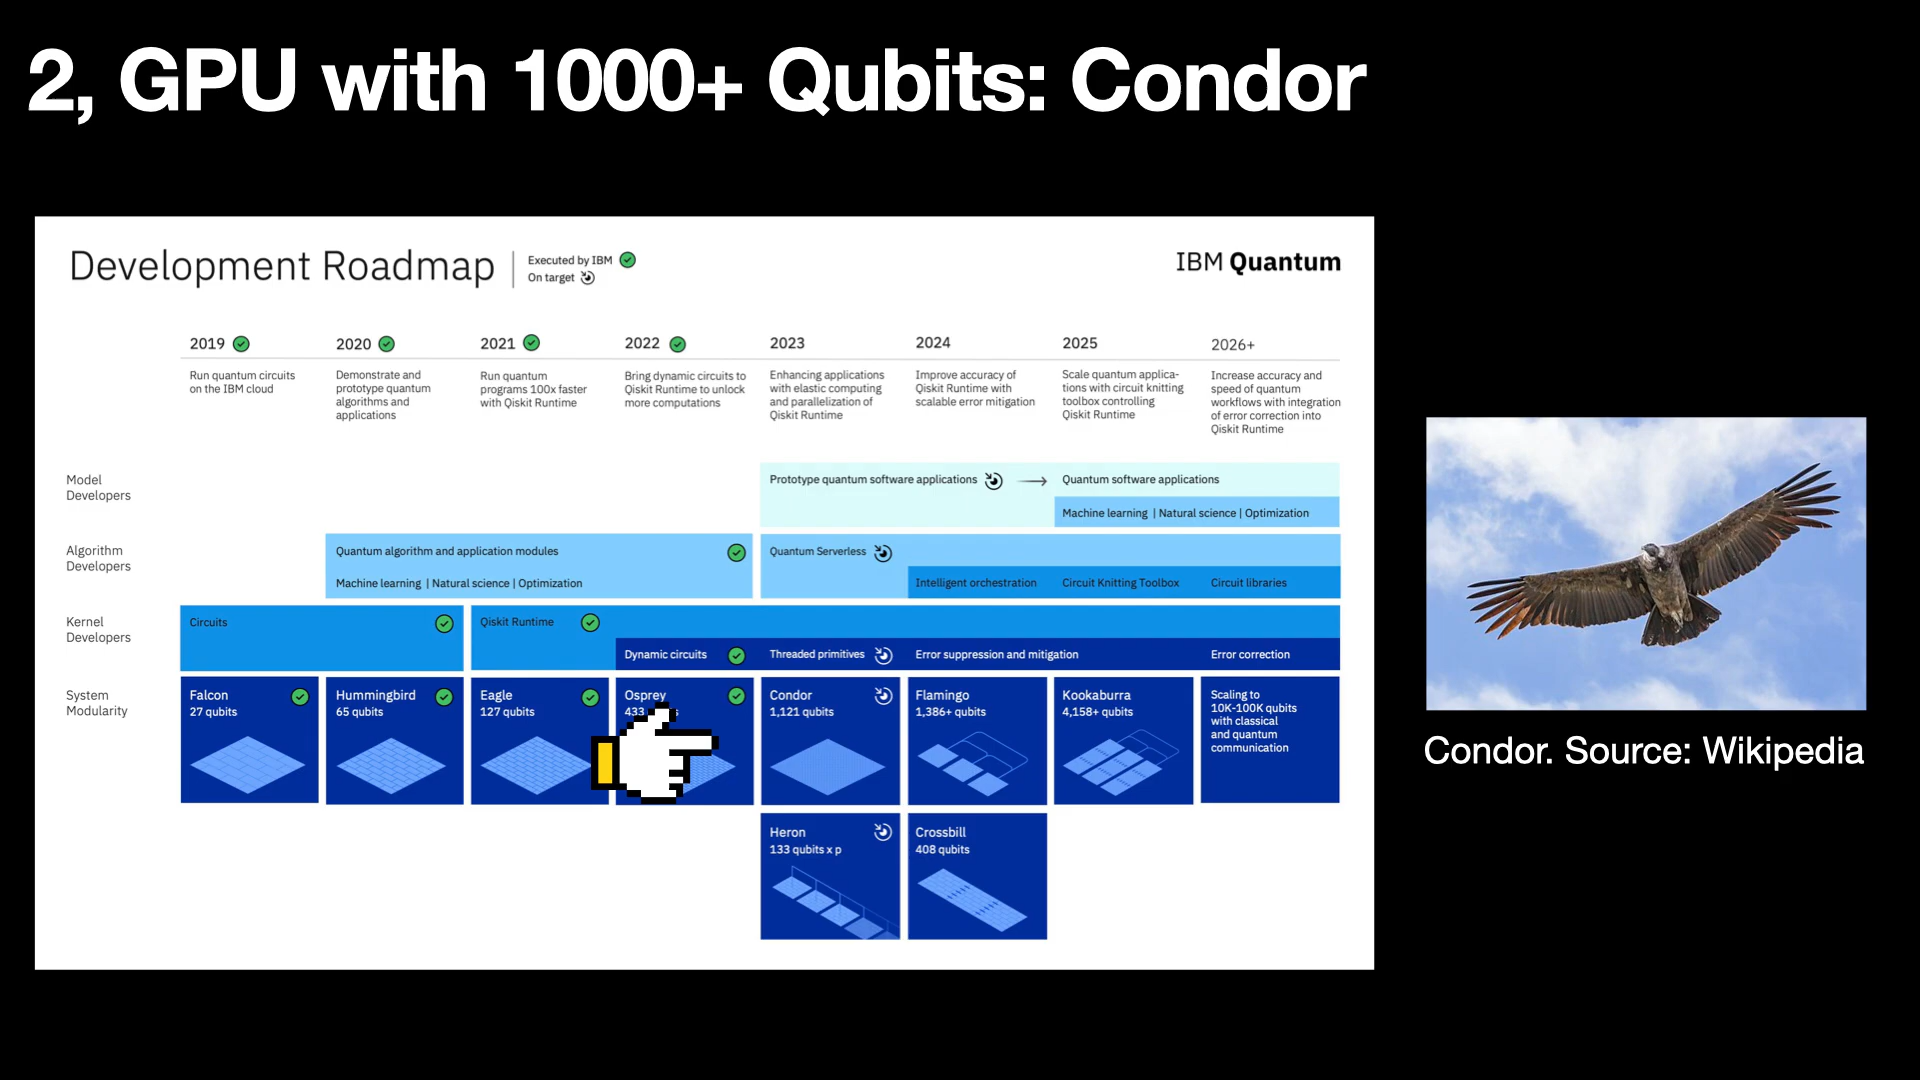 2, GPU with 1000+ Qubits: Condor
Development Roadmap
Executed by IBM
On target
IBM Quantum
2019
2020
2021
2022
2023
2024
2025
2026+
Run quantum circuits
on the IBM cloud
Demonstrate and
prototype quantum
algorithms and
applications
Run quantum
programs 100x faster
with Qiskit Runtime
Bring dynamic circuits to
Qiskit Runtime to unlock
more computations
Enhancing applications
with elastic computing
and parallelization of
Qiskit Runtime
Improve accuracy of
Qiskit Runtime with
scalable error mitigation
Scale quantum applica-
tions with circuit knitting
toolbox controlling
Qiskit Runtime
Increase accuracy and
speed of quantum
workflows with integration
of error correction into
Qiskit Runtime
Model
Developers
Prototype quantum software applications
Quantum software applications
Machine learning | Natural science | Optimization
Algorithm
Developers
Quantum algorithm and application modules
Machine learning | Natural science | Optimization
Quantum Serverless
Intelligent orchestration
Circuit Knitting Toolbox
Circuit libraries
Kernel
Developers
Circuits
Qiskit Runtime
Dynamic circuits
Threaded primitives
Error suppression and mitigation
Error correction
System
Modularity
Falcon
27 qubits
Hummingbird
65 qubits
Eagle
127 qubits
Osprey
433
Condor
1,121 qubits
Flamingo
1,386+ qubits
Kookaburra
4,158+ qubits
Scaling to
10K-100K qubits
with classical
and quantum
communication
Heron
133 qubits x p
Crossbill
408 qubits
Condor. Source: Wikipedia